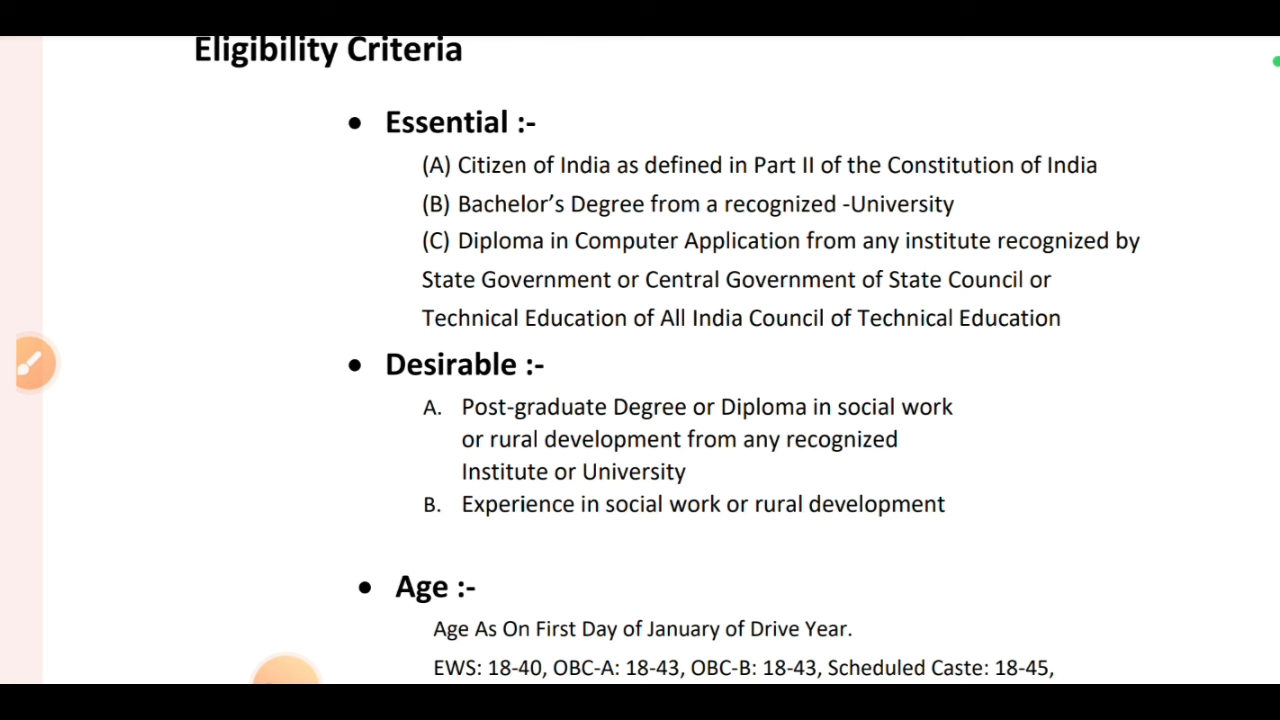 Eligibility Criteria
• Essential :-
(A) Citizen of India as defined in Part II of the Constitution of India
(B) Bachelor’s Degree from a recognized -University
(C) Diploma in Computer Application from any institute recognized by
State Government or Central Government of State Council or
Technical Education of All India Council of Technical Education
• Desirable :-
A. Post-graduate Degree or Diploma in social work
or rural development from any recognized
Institute or University
B. Experience in social work or rural development
• Age :-
Age As On First Day of January of Drive Year.
EWS: 18-40, OBC-A: 18-43, OBC-B: 18-43, Scheduled Caste: 18-45,